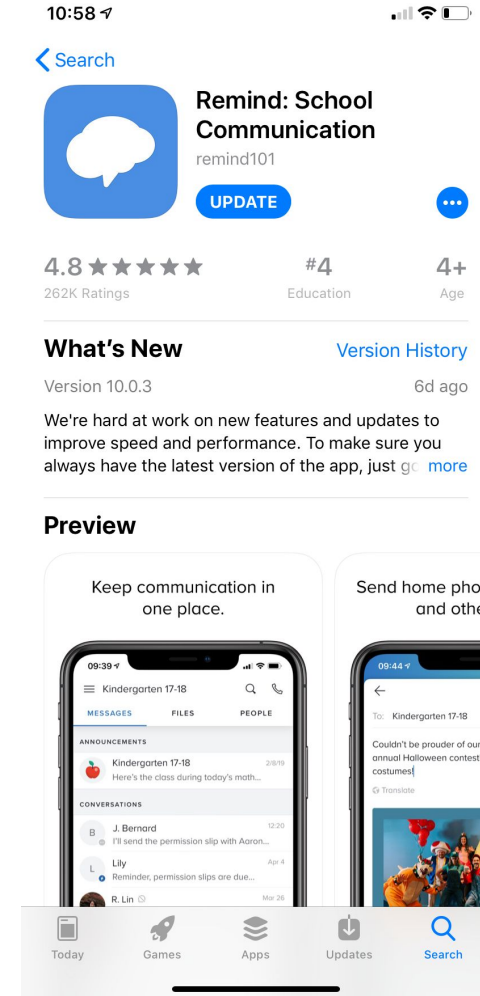 10:58
Search
Remind: School
Communication
remind101
UPDATE
4.8
#4
4+
262K Ratings
Education
Age
What's New
Version History
Version 10.0.3
6d ago
We're hard at work on new features and updates to
improve speed and performance. To make sure you
always have the latest version of the app, just go more
Preview
Keep communication in
one place.
09:39
Kindergarten 17-18
MESSAGES FILES PEOPLE
ANNOUNCEMENTS
Kindergarten 17-18 2/8/19
Here's the class during today's math...
CONVERSATIONS
B J. Bernard 12:20
I'll send the permission slip with Aaron...
L Lily Apr 4
Reminder, permission slips are due...
R. Lin Mar 26
Send home pho
and othe
09:44
To: Kindergarten 17-18
Couldn't be prouder of our
annual Halloween contest
costumes!
Translate
Today
Games
Apps
Updates
Search